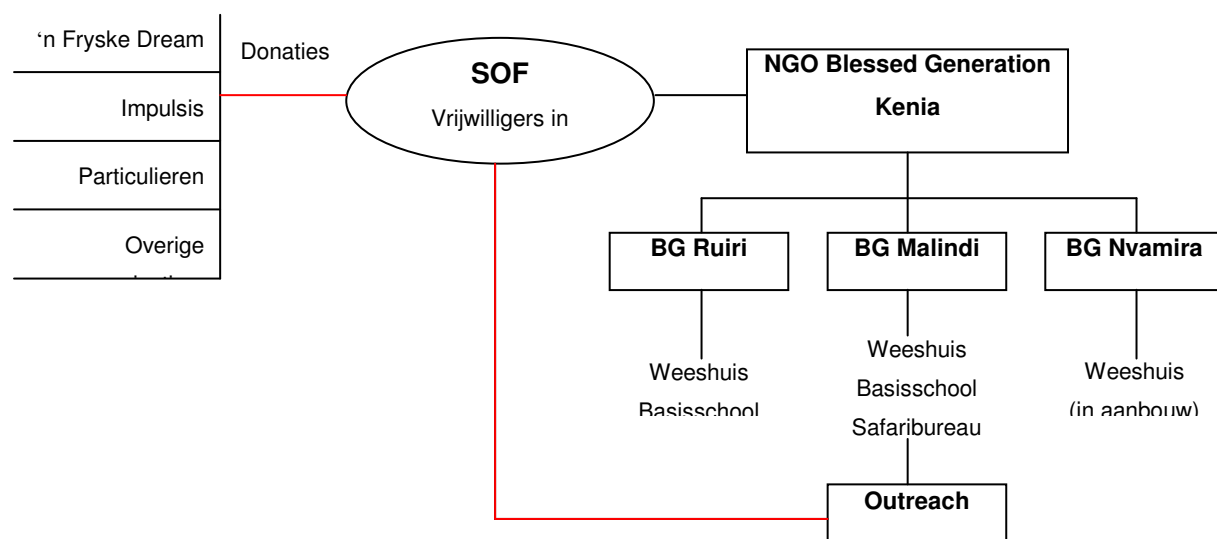 ‘n Fryske Dream
Impulsis
Particulieren
Overige
Donaties
SOF
Vrijwilligers in
NGO Blessed Generation
Kenia
BG Ruiri
BG Malindi
BG Nvamira
Weeshuis
Basisschool
Weeshuis
Basisschool
Safaribureau
Weeshuis
(in aanbouw)
Outreach